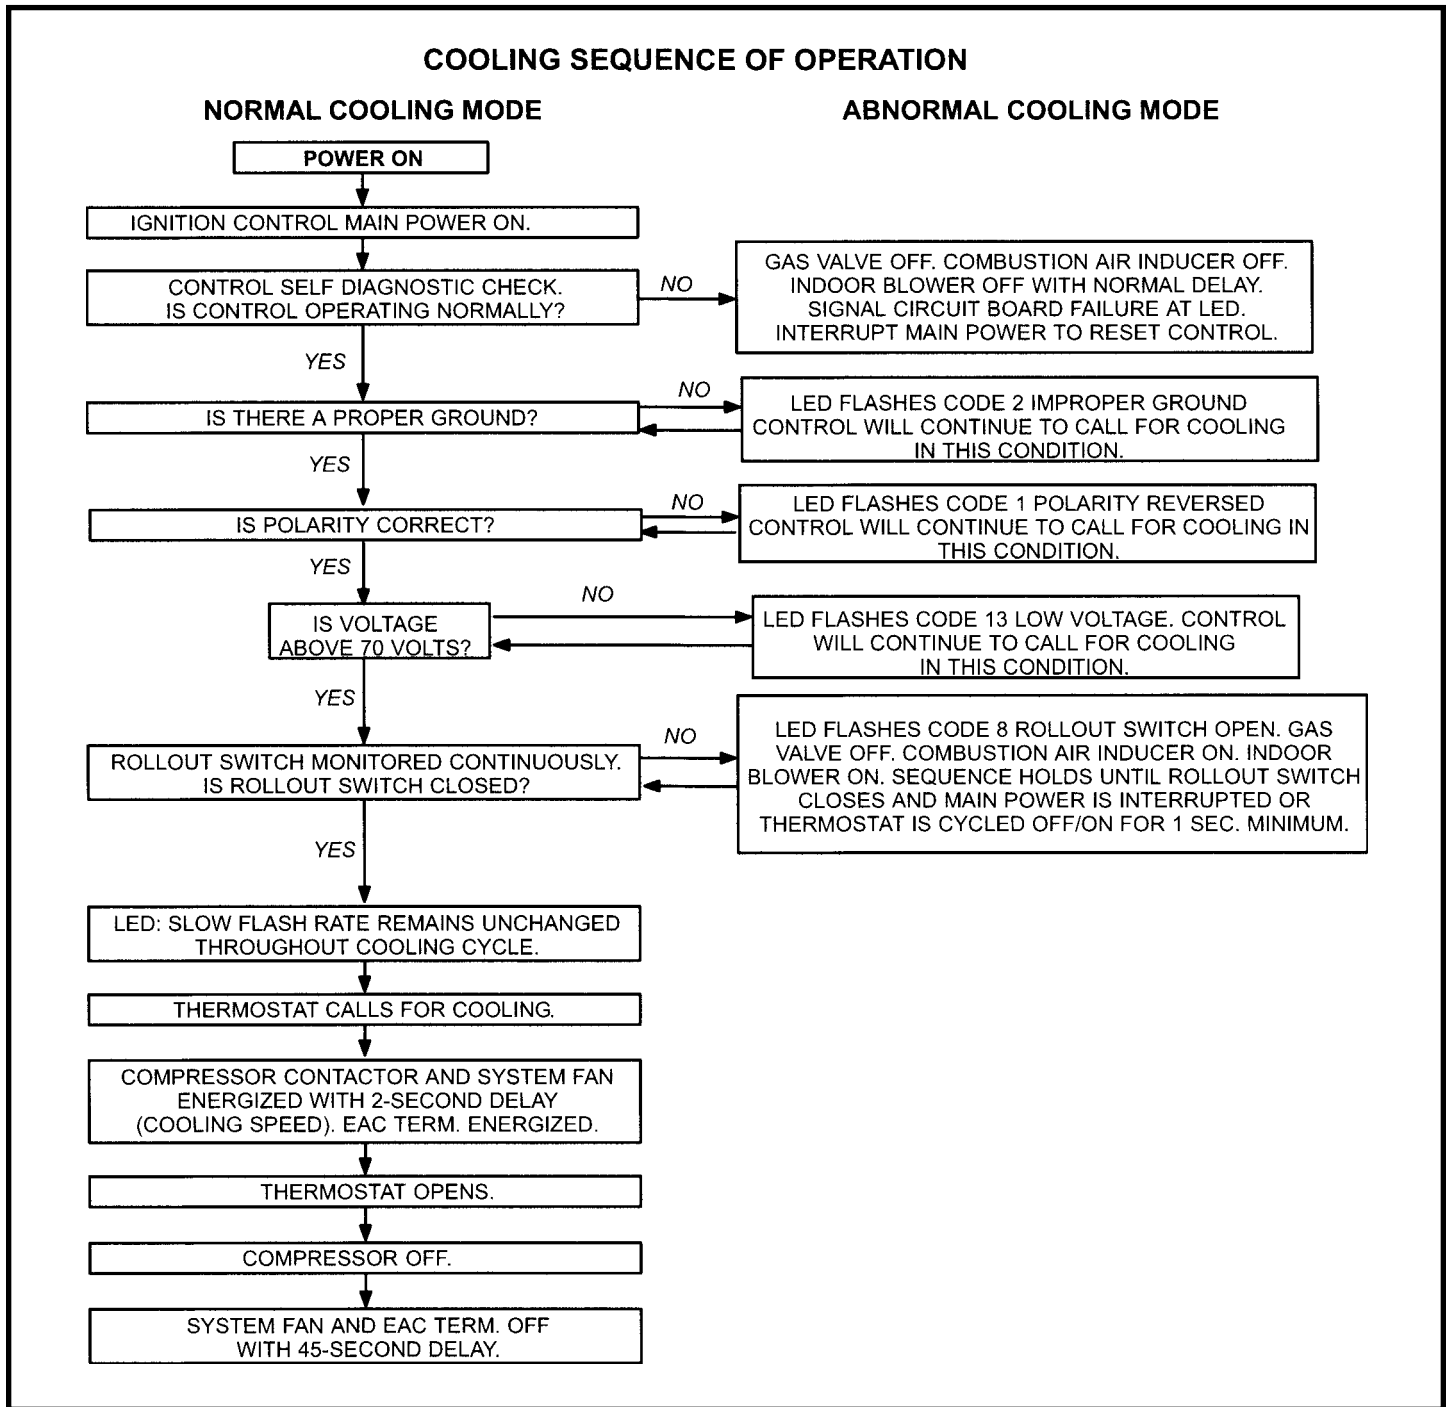 COOLING SEQUENCE OF OPERATION
NORMAL COOLING MODE
ABNORMAL COOLING MODE
POWER ON
IGNITION CONTROL MAIN POWER ON.
CONTROL SELF DIAGNOSTIC CHECK.
IS CONTROL OPERATING NORMALLY?
NO
GAS VALVE OFF. COMBUSTION AIR INDUCER OFF.
INDOOR BLOWER OFF WITH NORMAL DELAY.
SIGNAL CIRCUIT BOARD FAILURE AT LED.
INTERRUPT MAIN POWER TO RESET CONTROL.
YES
IS THERE A PROPER GROUND?
NO
LED FLASHES CODE 2 IMPROPER GROUND
CONTROL WILL CONTINUE TO CALL FOR COOLING
IN THIS CONDITION.
YES
IS POLARITY CORRECT?
NO
LED FLASHES CODE 1 POLARITY REVERSED
CONTROL WILL CONTINUE TO CALL FOR COOLING IN
THIS CONDITION.
YES
IS VOLTAGE
ABOVE 70 VOLTS?
NO
LED FLASHES CODE 13 LOW VOLTAGE. CONTROL
WILL CONTINUE TO CALL FOR COOLING
IN THIS CONDITION.
YES
ROLLOUT SWITCH MONITORED CONTINUOUSLY.
IS ROLLOUT SWITCH CLOSED?
NO
LED FLASHES CODE 8 ROLLOUT SWITCH OPEN. GAS
VALVE OFF. COMBUSTION AIR INDUCER ON. INDOOR
BLOWER ON. SEQUENCE HOLDS UNTIL ROLLOUT SWITCH
CLOSES AND MAIN POWER IS INTERRUPTED OR
THERMOSTAT IS CYCLED OFF/ON FOR 1 SEC. MINIMUM.
YES
LED: SLOW FLASH RATE REMAINS UNCHANGED
THROUGHOUT COOLING CYCLE.
THERMOSTAT CALLS FOR COOLING.
COMPRESSOR CONTACTOR AND SYSTEM FAN
ENERGIZED WITH 2-SECOND DELAY
(COOLING SPEED). EAC TERM. ENERGIZED.
THERMOSTAT OPENS.
COMPRESSOR OFF.
SYSTEM FAN AND EAC TERM. OFF
WITH 45-SECOND DELAY.